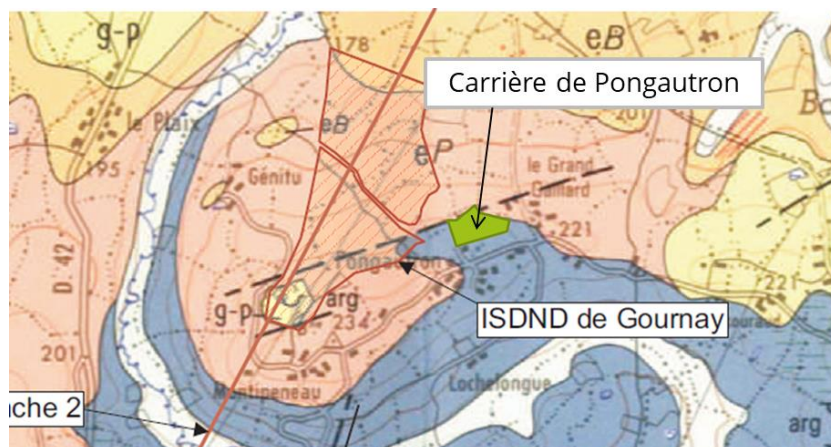 g-p
178
eB
Carrière de Pongautron
le Plaix
eB
195
Génitu
eP
201
le Grand
Gaillard
221
D.42
Pongautron
g-p
arg
234
221
ISDND de Gournay
201
Montipeneau
Lochelongue
nche 2
arg